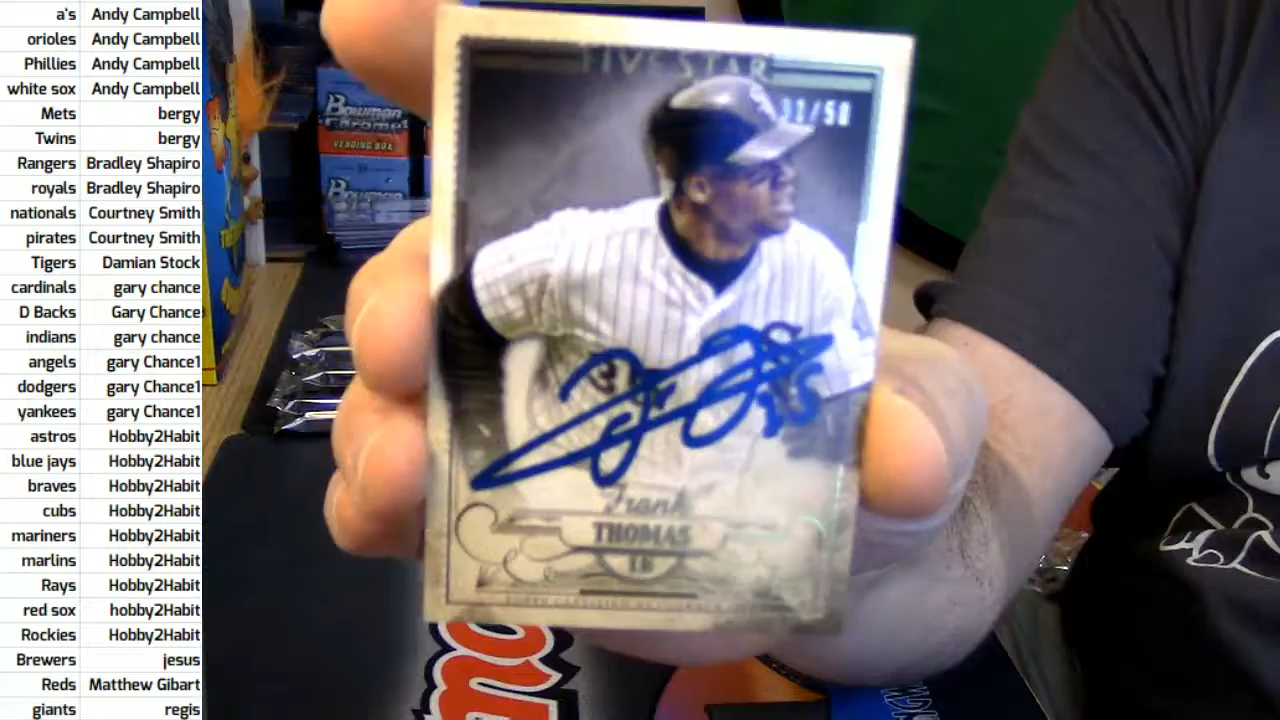 a's Andy Campbell
orioles Andy Campbell
Phillies Andy Campbell
white sox Andy Campbell
Mets bergy
Twins bergy
Rangers Bradley Shapiro
royals Bradley Shapiro
nationals Courtney Smith
pirates Courtney Smith
Tigers Damian Stock
cardinals gary chance
D Backs Gary Chance
indians gary chance
angels gary Chance1
dodgers gary Chance1
yankees gary Chance1
astros Hobby2Habit
blue jays Hobby2Habit
braves Hobby2Habit
cubs Hobby2Habit
mariners Hobby2Habit
marlins Hobby2Habit
Rays Hobby2Habit
red sox hobby2Habit
Rockies Hobby2Habit
Brewers jesus
Reds Matthew Gibart
giants regis
Bowman
Chrome
VENDING BOX
Bowman
FIVE STAR
31/50
35
Frank
THOMAS
1B